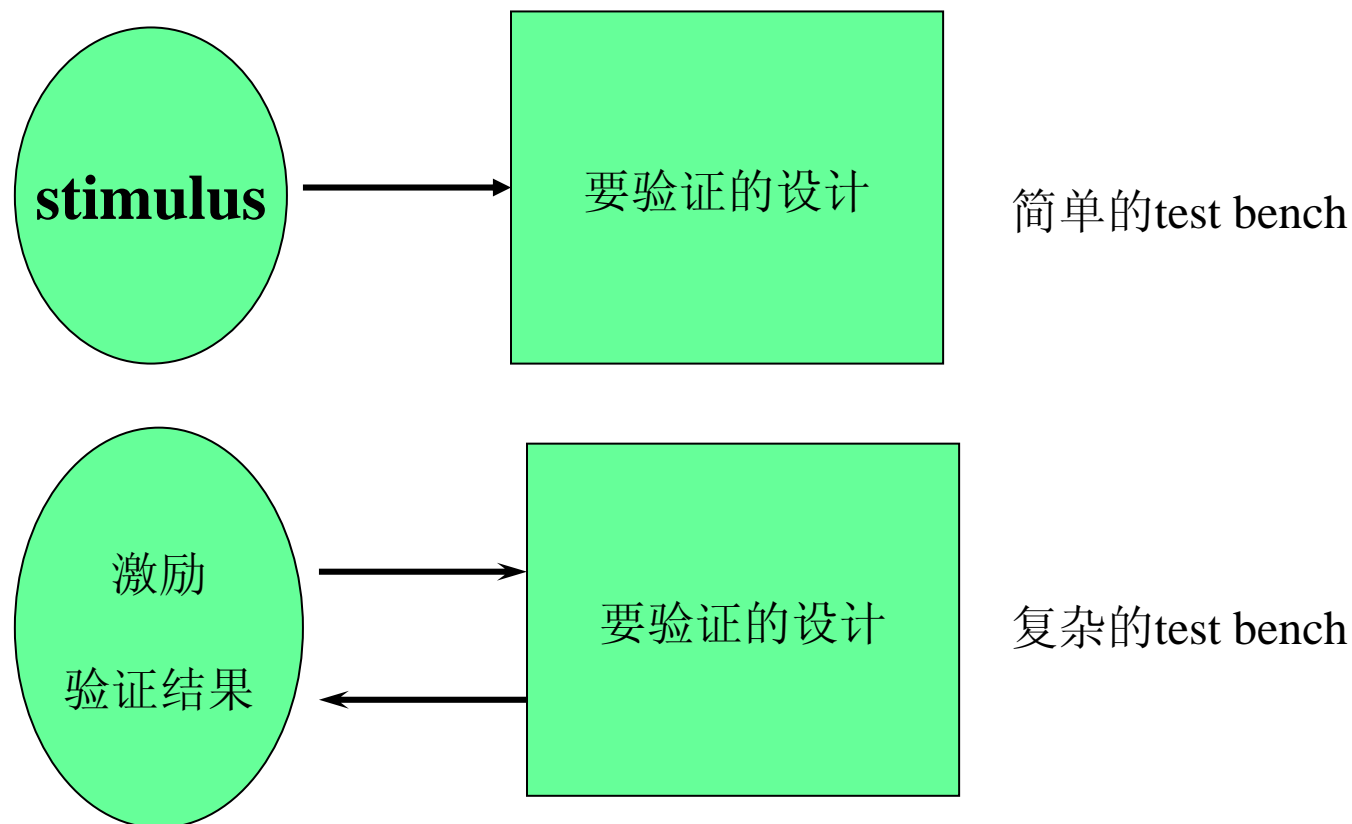 stimulus
要验证的设计
简单的test bench
激励
验证结果
要验证的设计
复杂的test bench